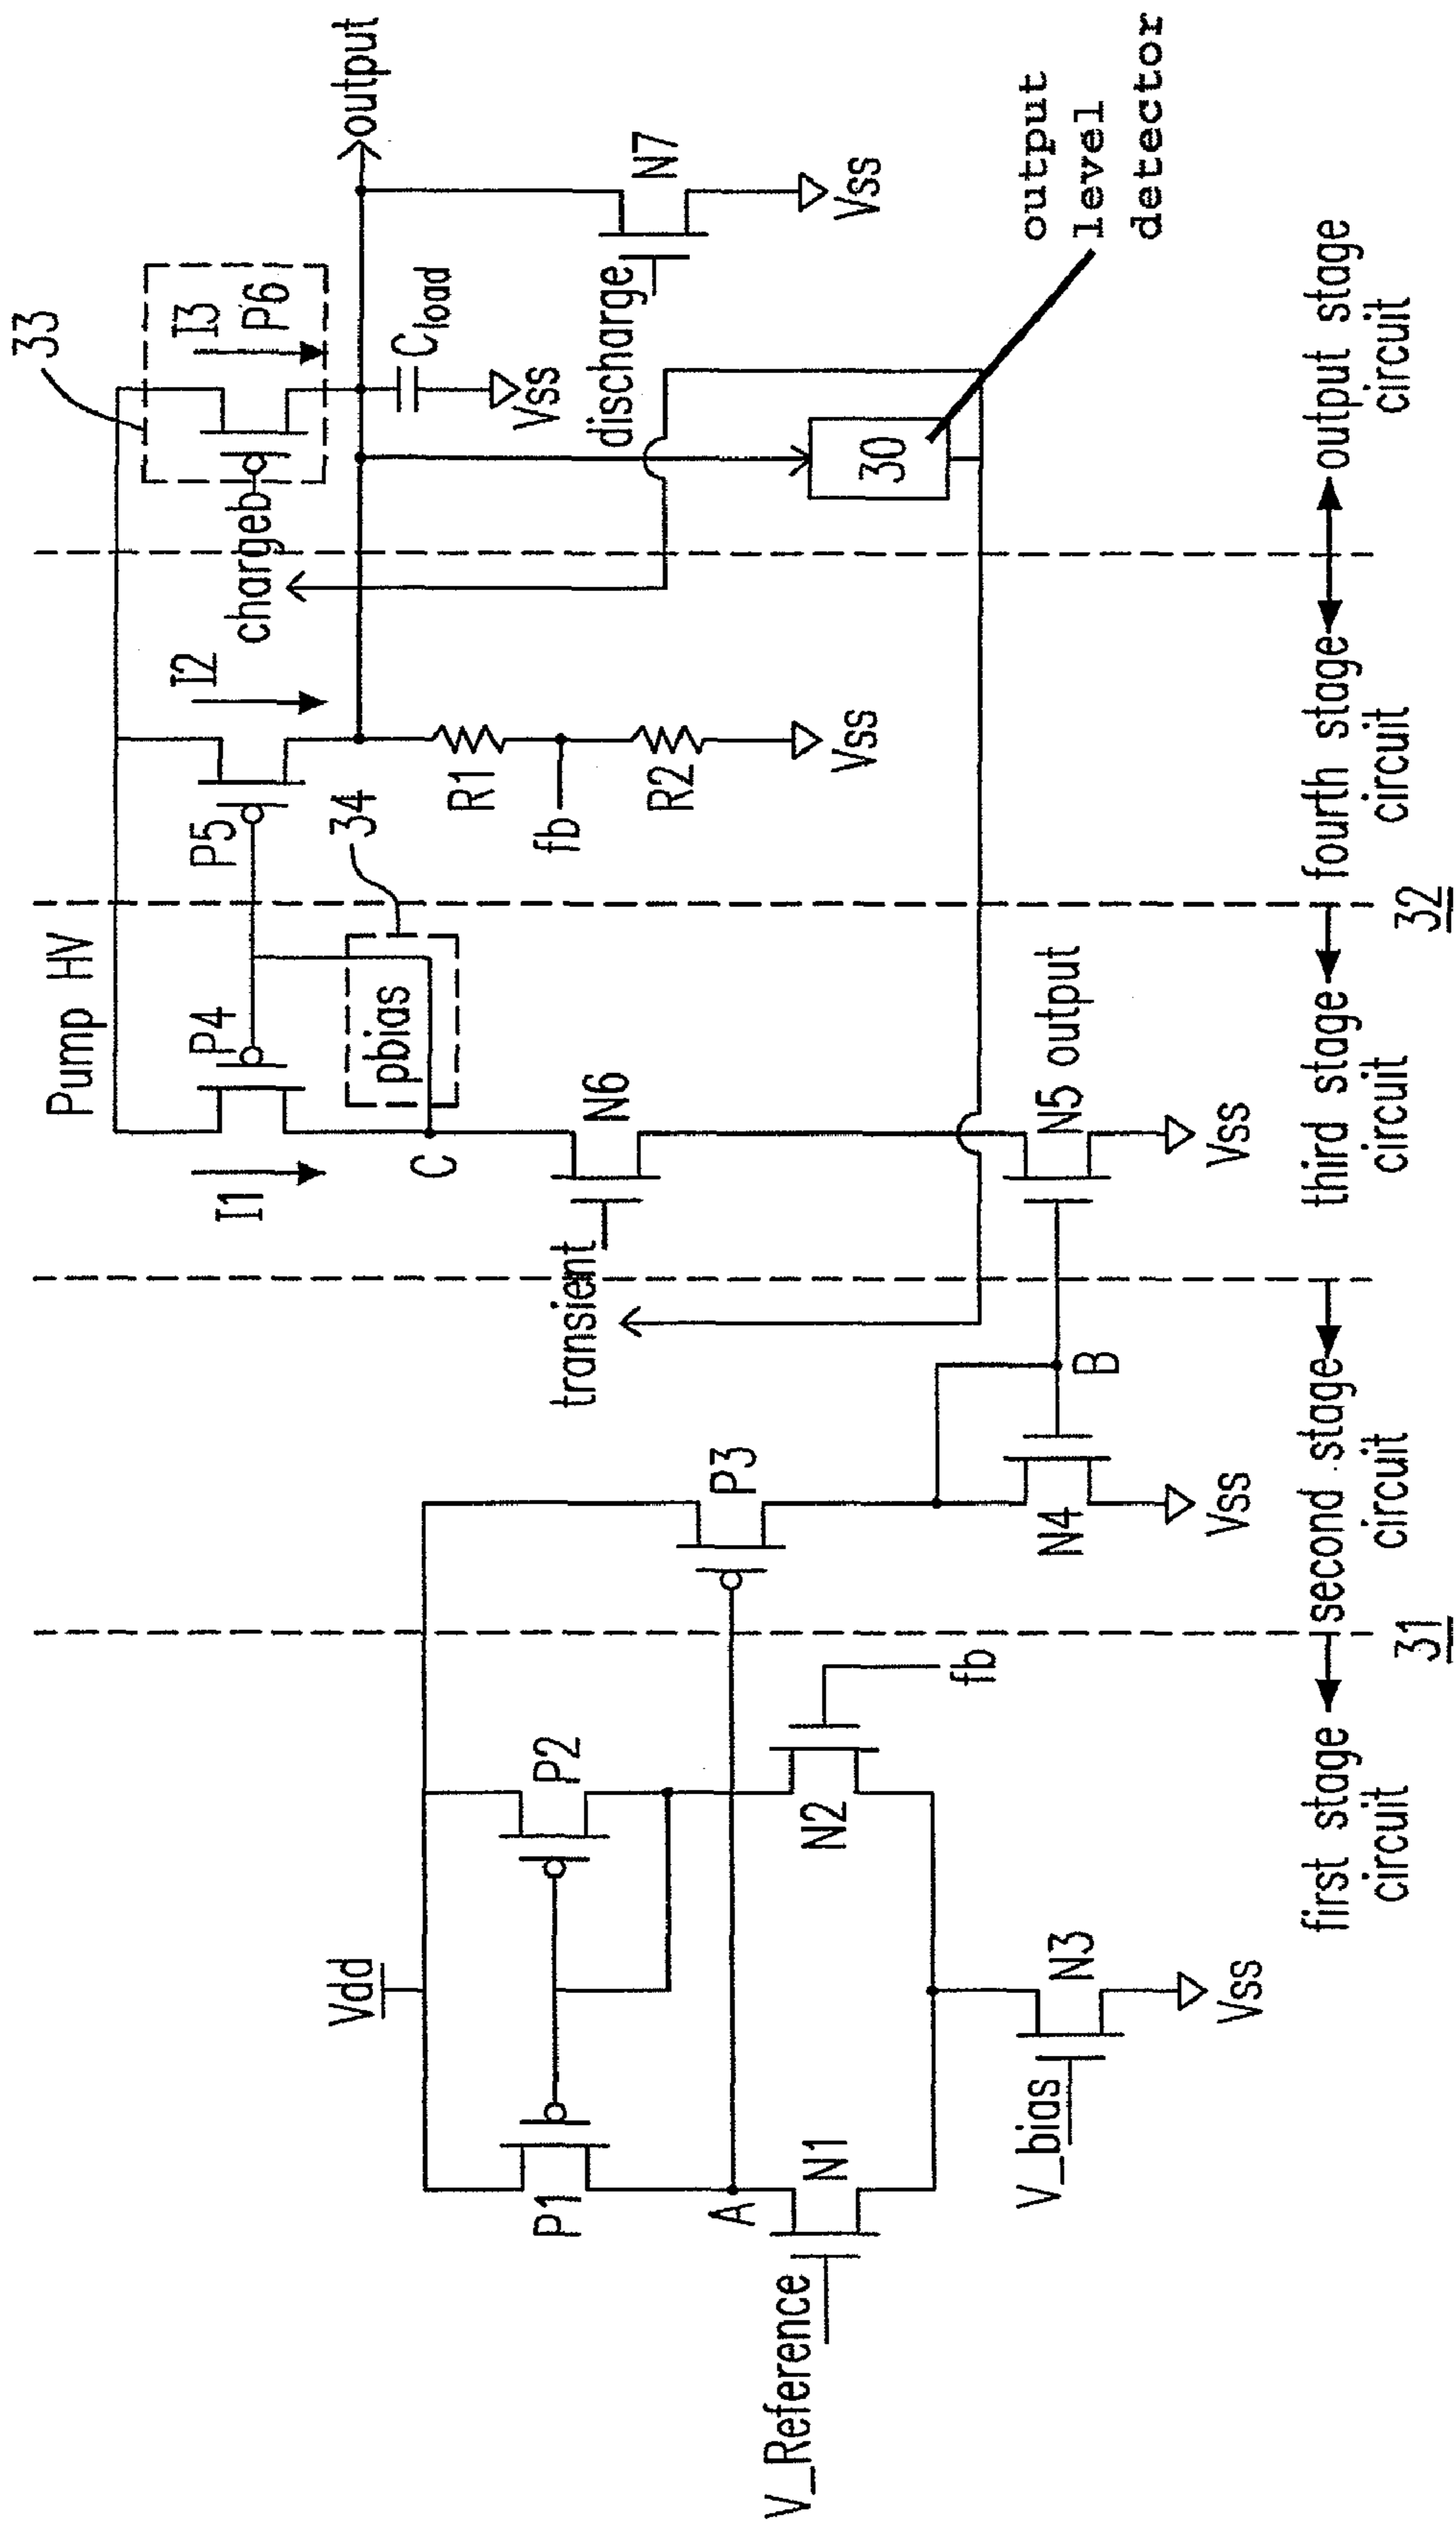 33
Pump HV
I1
P4
P5
I2
I3
P6
chargeb
output
34
pbias
C
Cload
Vss
R1
fb
R2
Vss
discharge
N7
Vss
30
output
level
detector
transient
N6
N5 output
Vss
Vdd
P1
P2
P3
A
B
V_Reference
N1
N2
fb
N4
Vss
V_bias
N3
Vss
first stage
circuit
second stage
circuit
third stage
circuit
fourth stage
circuit
output stage
circuit
31
32